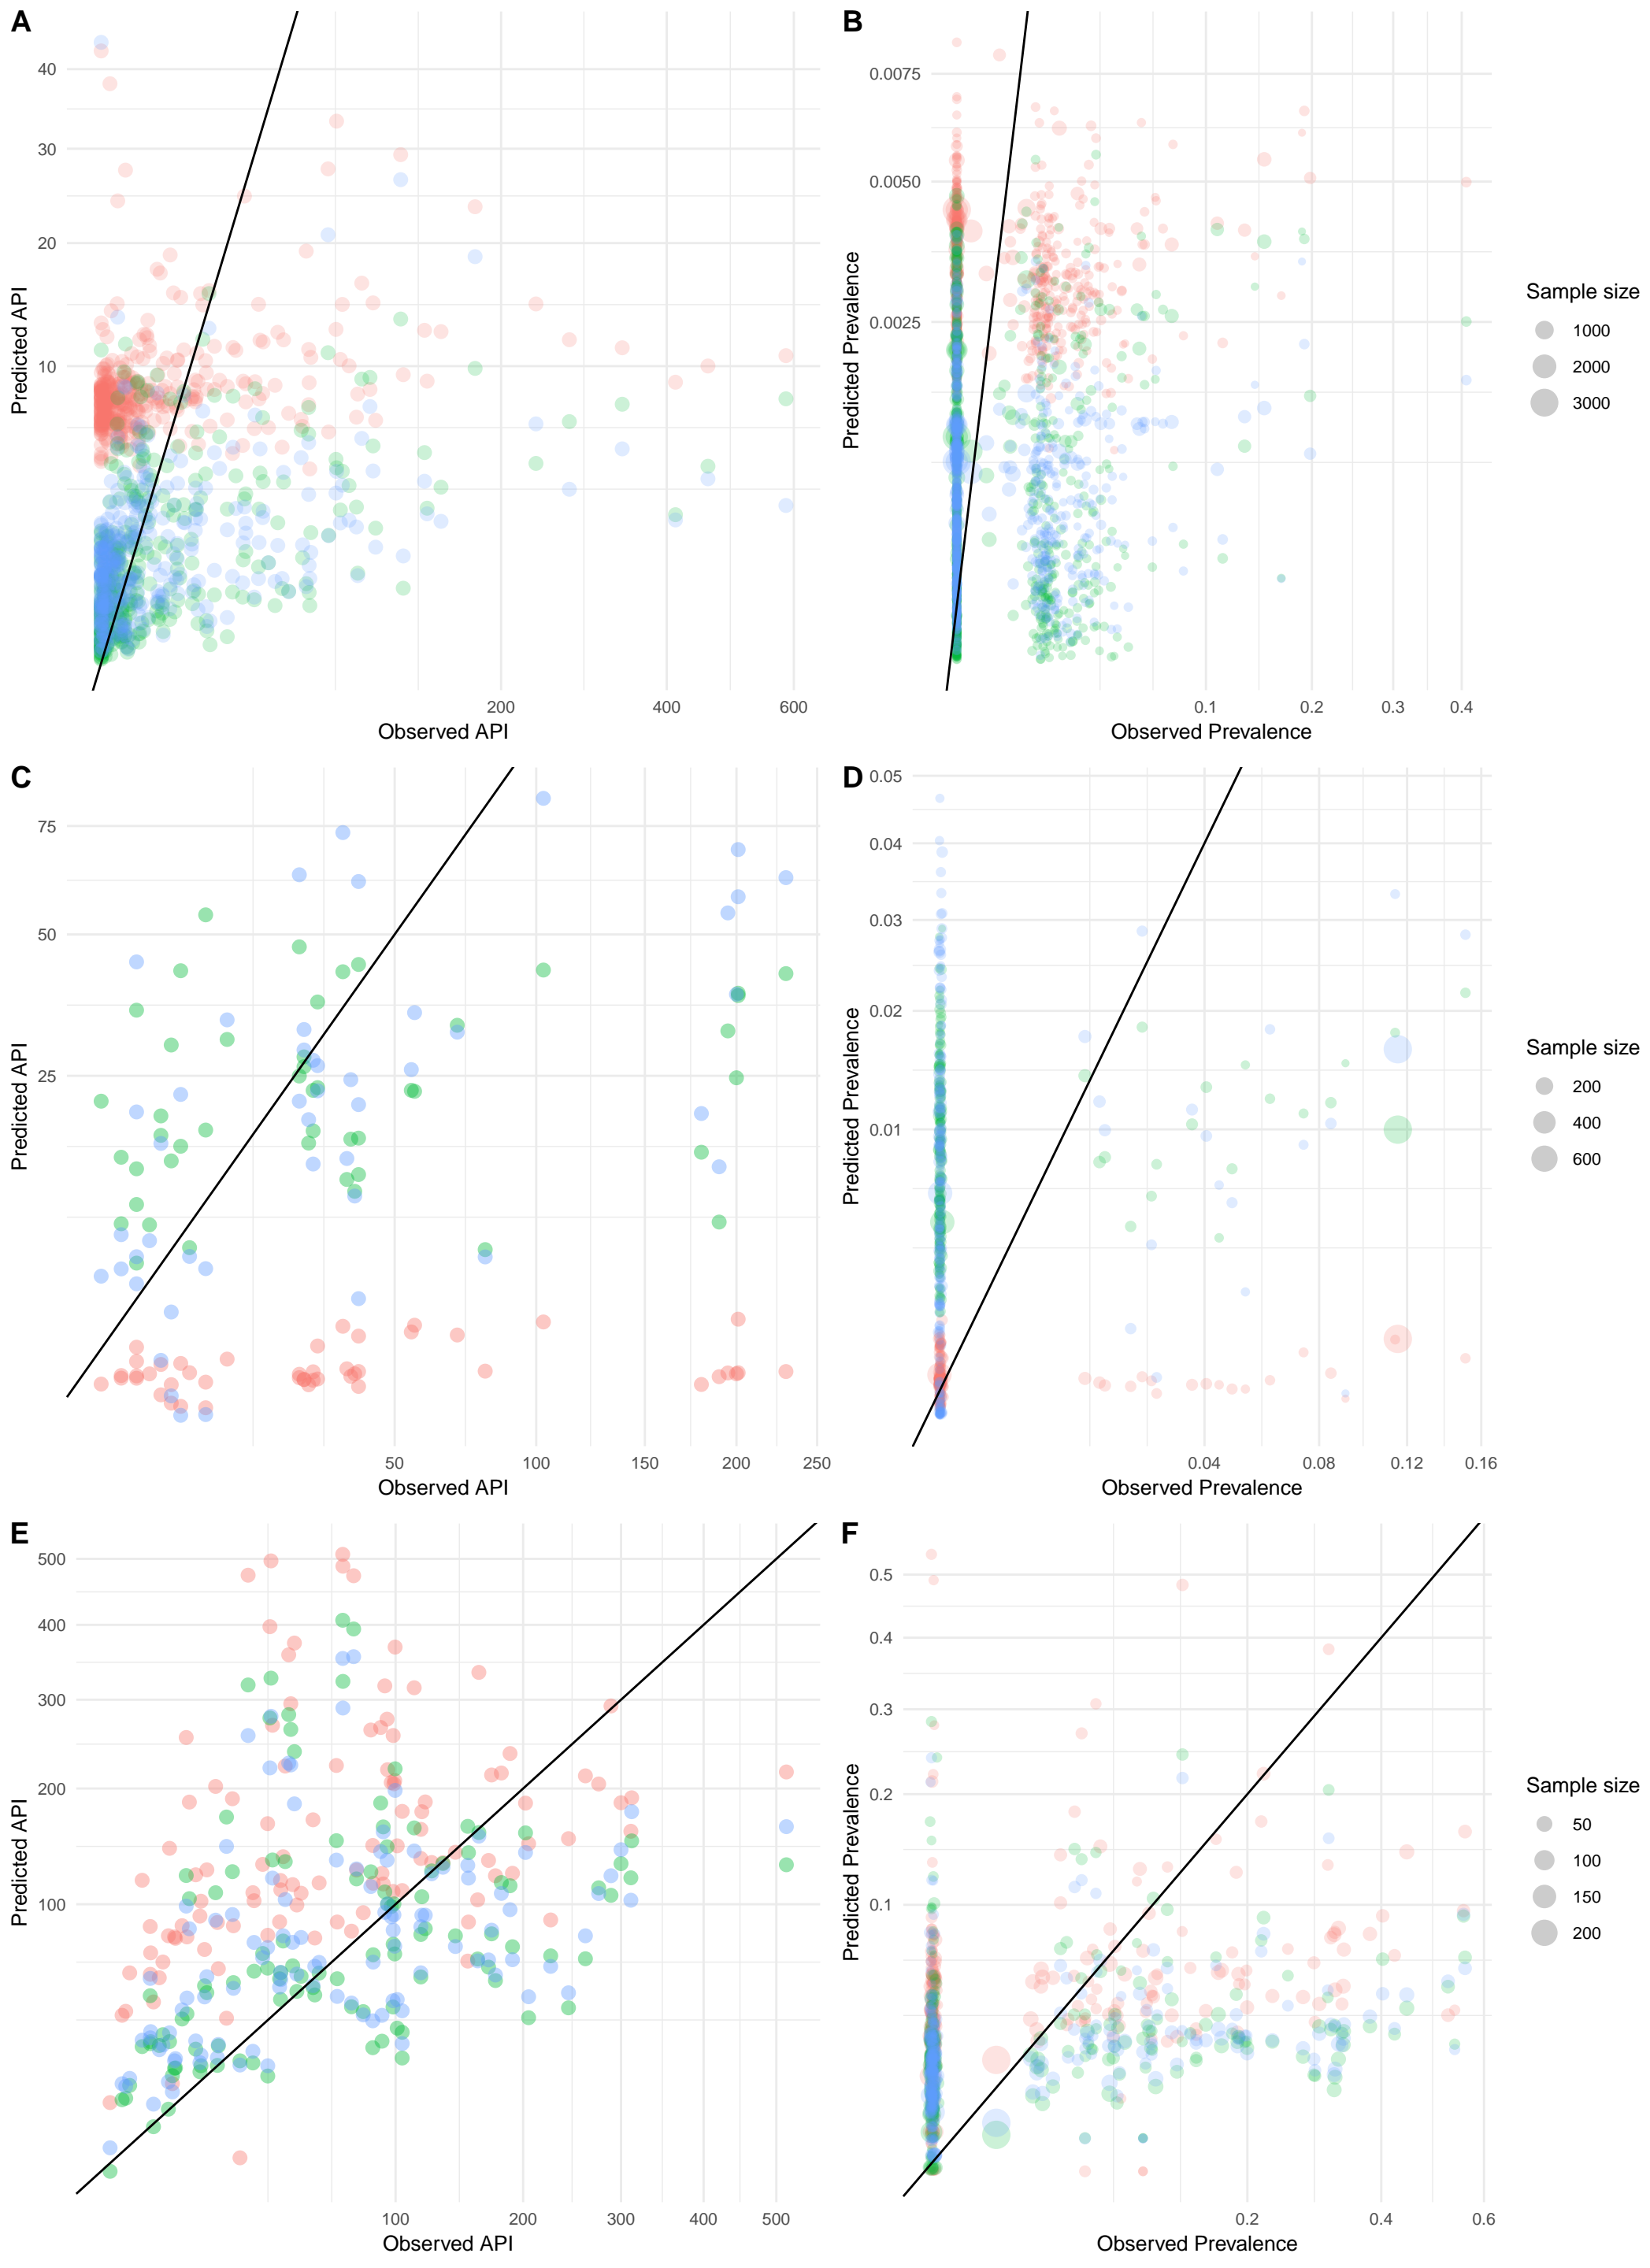 A
40
30
20
10
Predicted API
200 400 600
Observed API
B
0.0075
0.0050
0.0025
Predicted Prevalence
0.1 0.2 0.3 0.4
Observed Prevalence
Sample size
1000
2000
3000
C
75
50
25
Predicted API
50 100 150 200 250
Observed API
D
0.05
0.04
0.03
0.02
0.01
Predicted Prevalence
0.04 0.08 0.12 0.16
Observed Prevalence
Sample size
200
400
600
E
500
400
300
200
100
Predicted API
100 200 300 400 500
Observed API
F
0.5
0.4
0.3
0.2
0.1
Predicted Prevalence
0.2 0.4 0.6
Observed Prevalence
Sample size
50
100
150
200